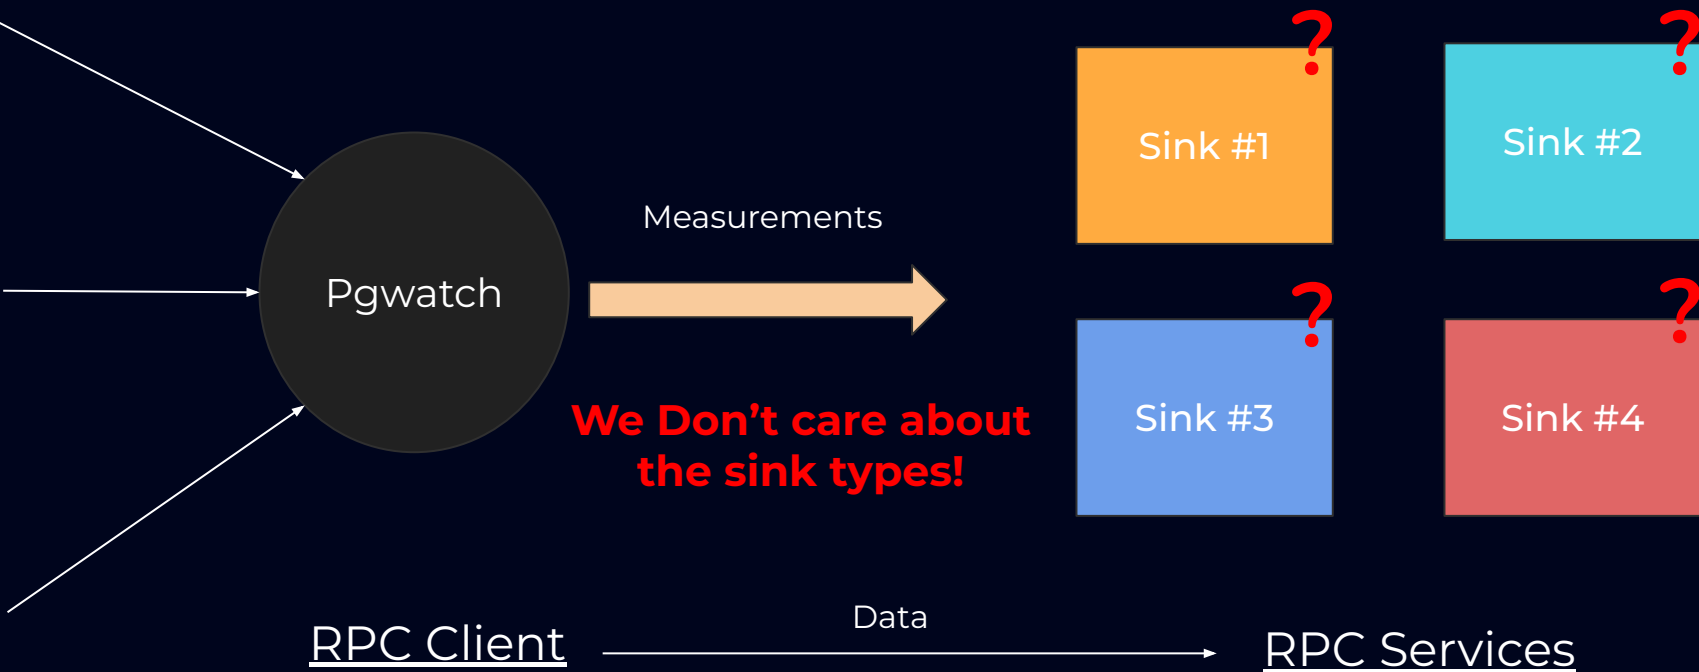 ?
?
Sink #1
Sink #2
Measurements
Pgwatch
?
?
We Don’t care about
the sink types!
Sink #3
Sink #4
Data
RPC Client
RPC Services